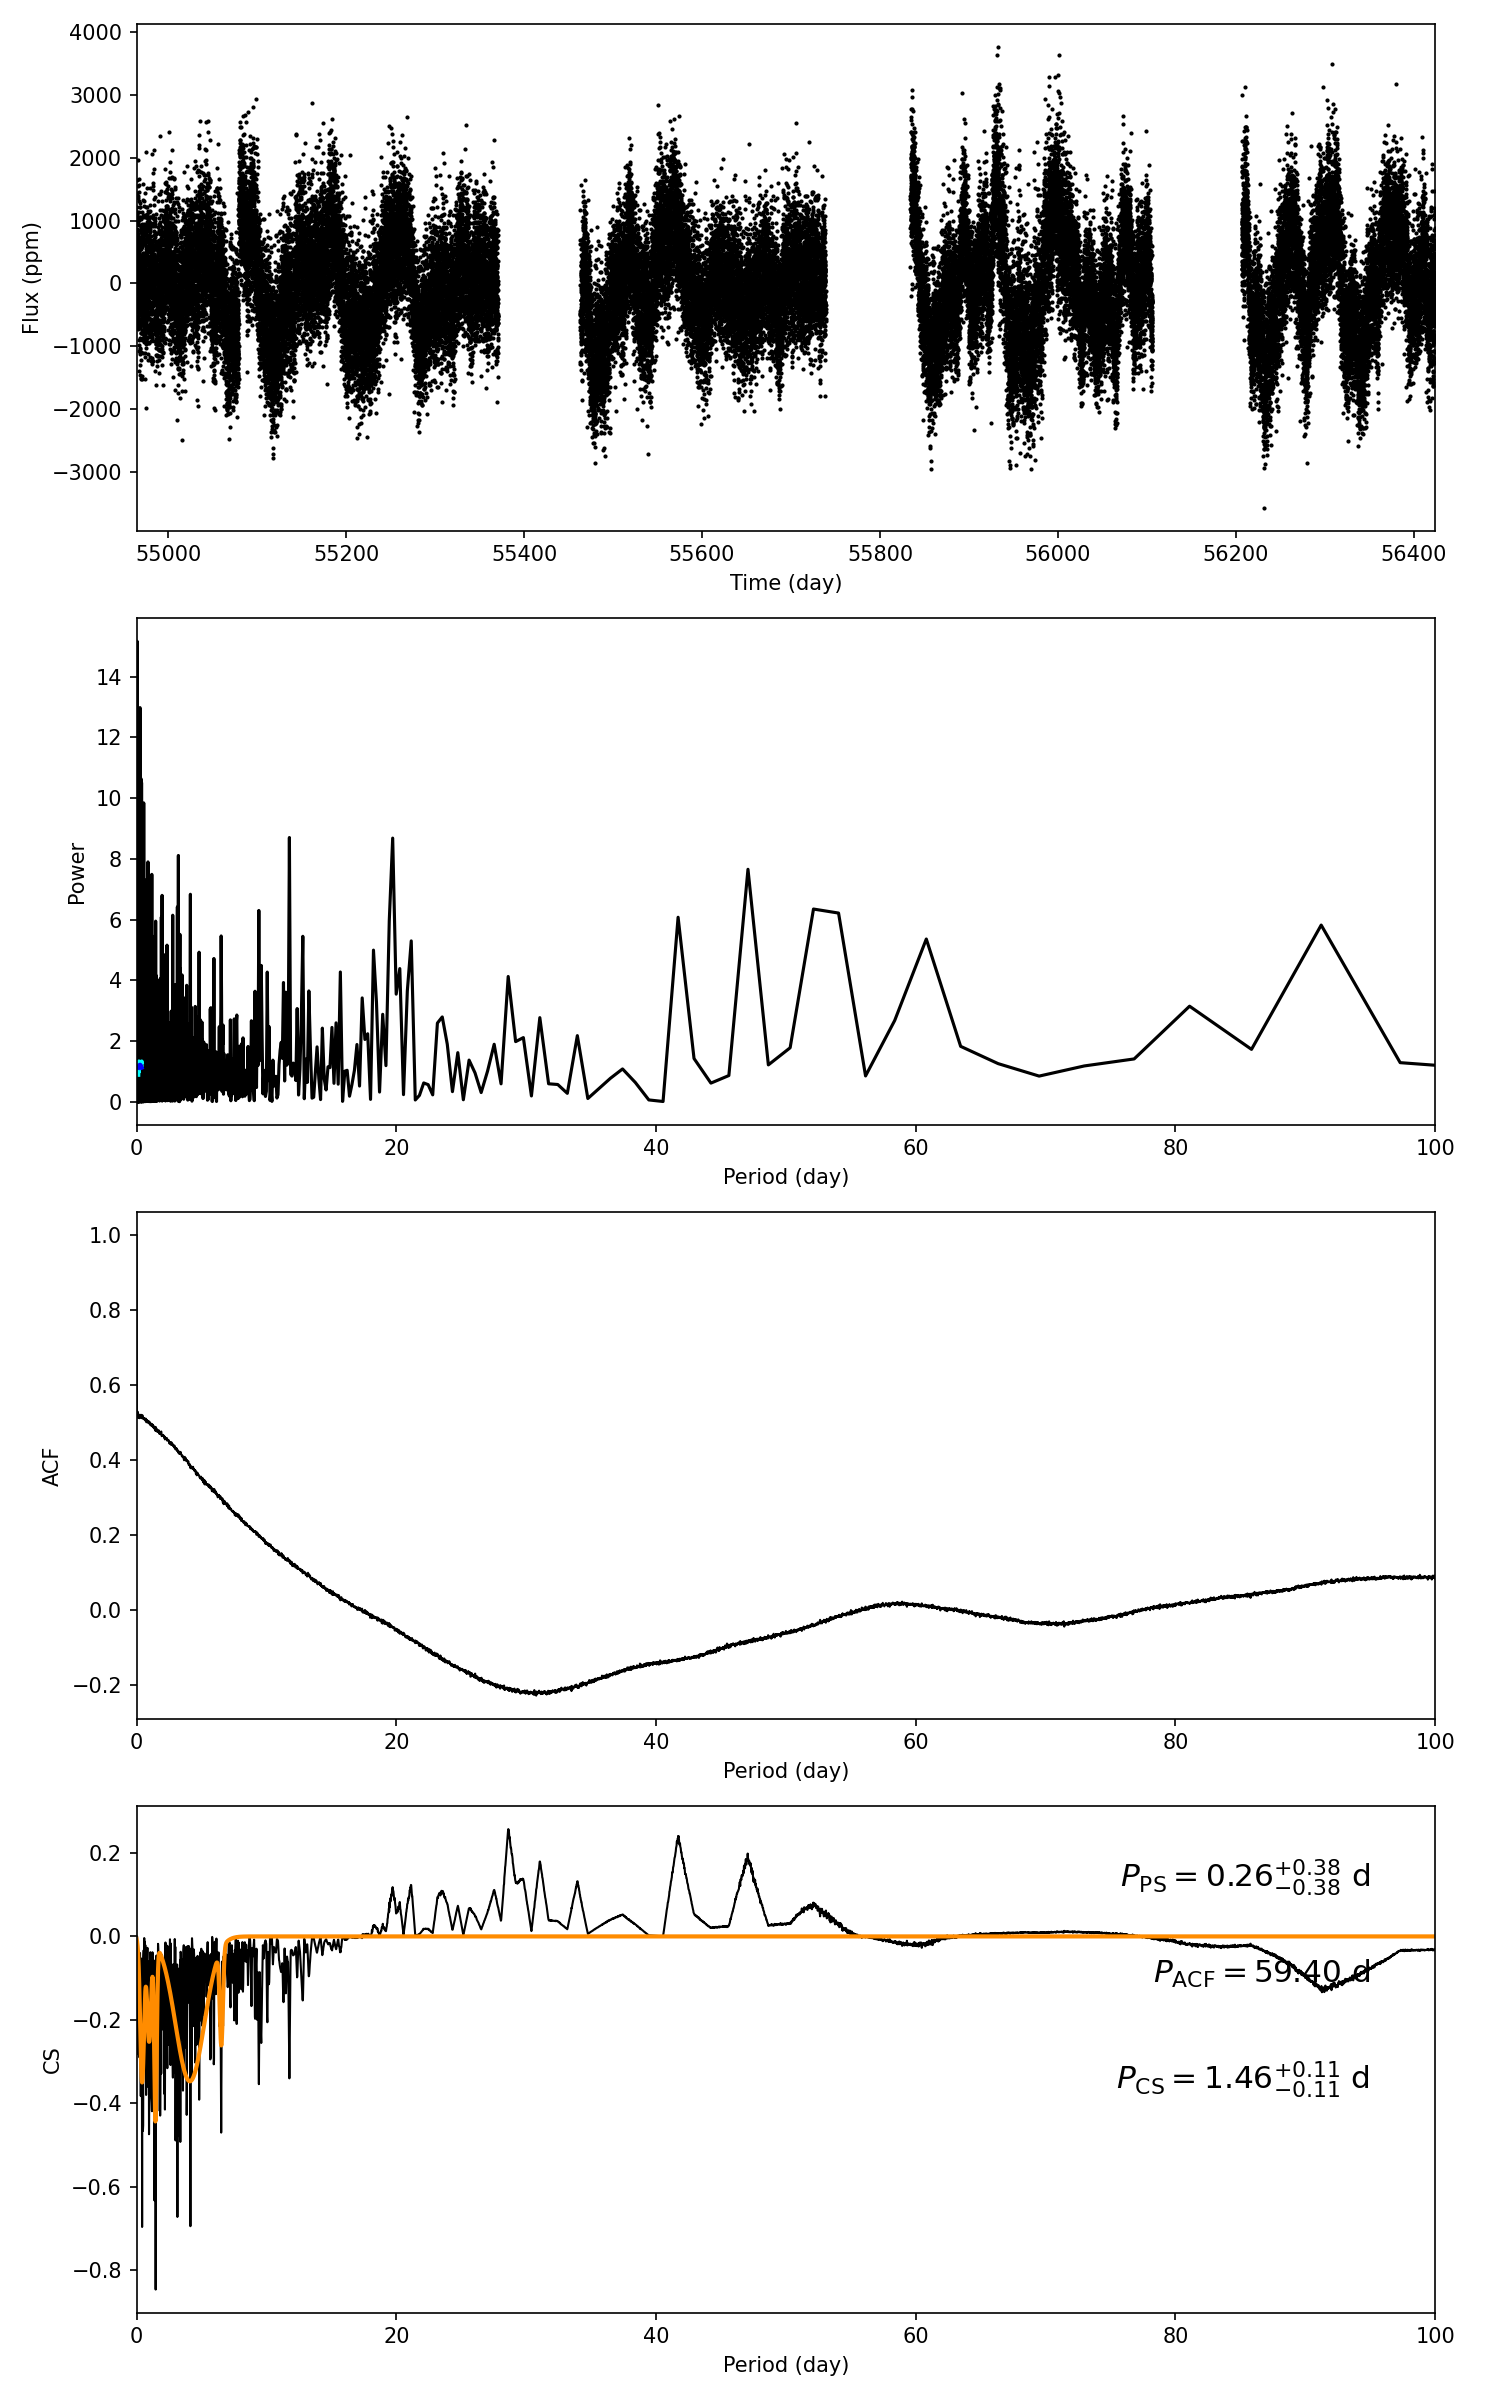 4000
3000
2000
1000
0
−1000
−2000
−3000
Flux (ppm)
55000 55200 55400 55600 55800 56000 56200 56400
Time (day)
14
12
10
8
6
4
2
0
Power
0 20 40 60 80 100
Period (day)
1.0
0.8
0.6
0.4
0.2
0.0
−0.2
ACF
0 20 40 60 80 100
Period (day)
0.2
0.0
−0.2
−0.4
−0.6
−0.8
CS
P_PS = 0.26 +0.38 −0.38 d
P_ACF = 59.40 d
P_CS = 1.46 +0.11 −0.11 d
0 20 40 60 80 100
Period (day)